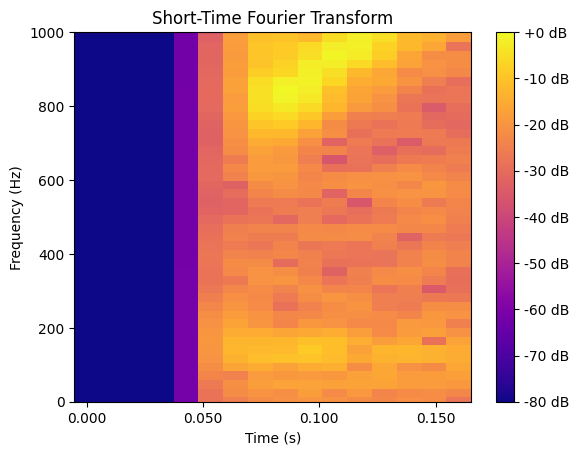 Short-Time Fourier Transform
1000
800
600
400
200
0
Frequency (Hz)
0.000
0.050
0.100
0.150
Time (s)
+0 dB
-10 dB
-20 dB
-30 dB
-40 dB
-50 dB
-60 dB
-70 dB
-80 dB